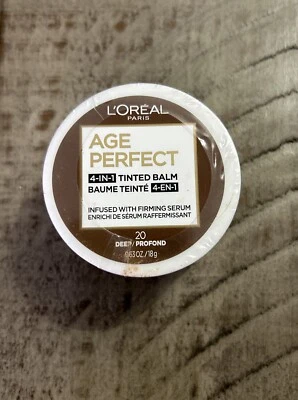 L'ORÉAL
PARIS
AGE
PERFECT
4-IN-1 TINTED BALM
BAUME TEINTÉ 4-EN-1
INFUSED WITH FIRMING SERUM
ENRICHI DE SÉRUM RAFFERMISSANT
20
DEEP/PROFOND
0.63 OZ/18g